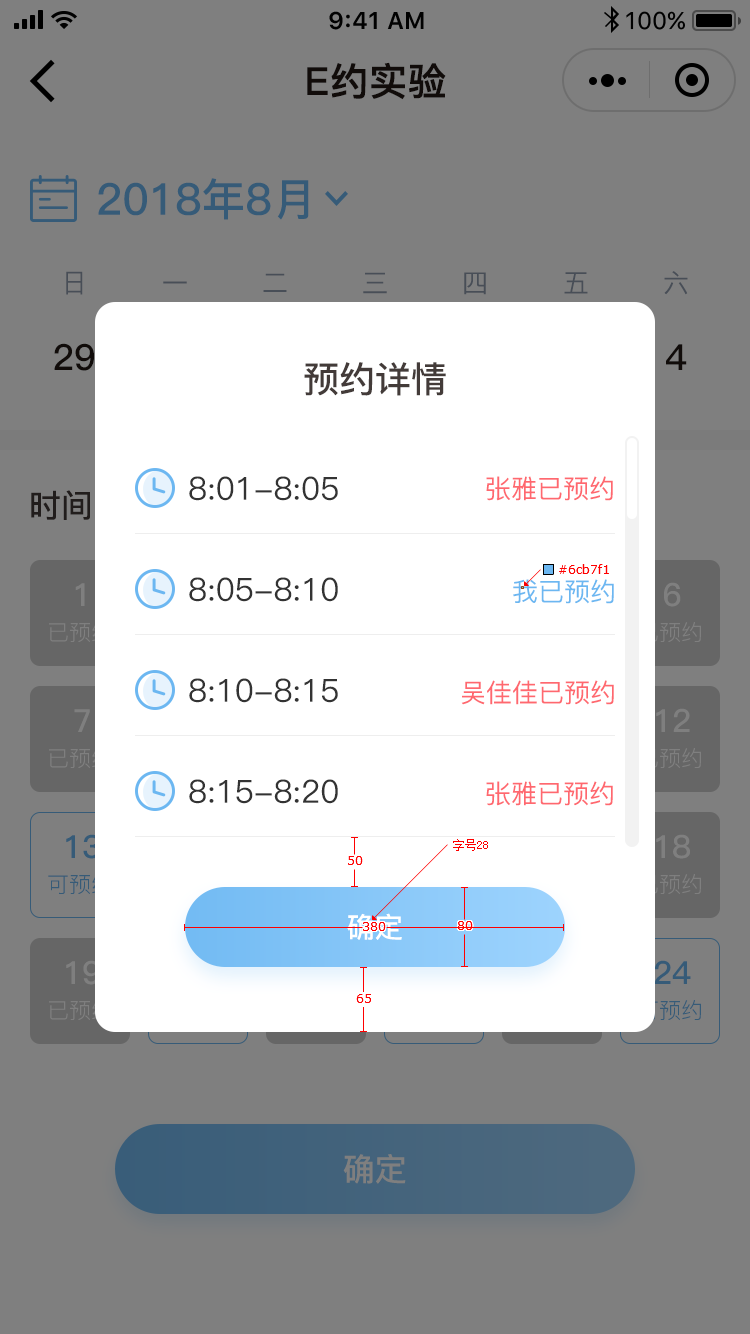 9:41 AM 100%
E约实验
2018年8月
日 一 二 三 四 五 六
29 4
预约详情
时间
8:01-8:05 张雅已预约
#6cb7f1
8:05-8:10 我已预约
8:10-8:15 吴佳佳已预约
8:15-8:20 张雅已预约
1 6
已预 预约
7 12
已预 预约
13 18
可预 预约
19 24
已预 预约
字号28
50
确定
380
80
65
确定